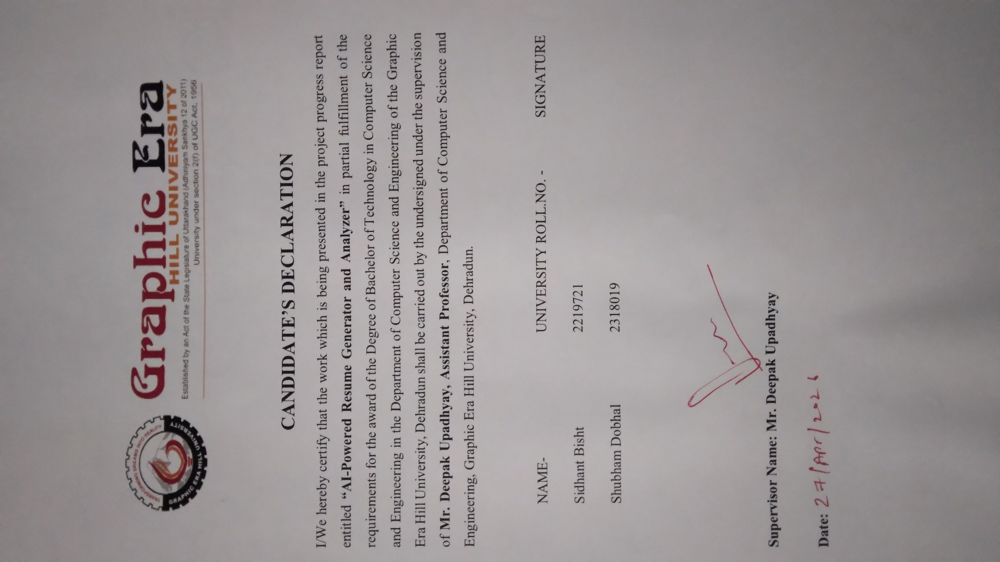 TRANSFORMING DREAMS INTO REALITY
GRAPHIC ERA HILL UNIVERSITY
Graphic Era
HILL UNIVERSITY
Established by an Act of the State Legislature of Uttarakhand (Adhiniyam Sankhya 12 of 2011)
University under section 2(f) of UGC Act, 1956
CANDIDATE'S DECLARATION
I/We hereby certify that the work which is being presented in the project progress report
entitled “AI-Powered Resume Generator and Analyzer” in partial fulfillment of the
requirements for the award of the Degree of Bachelor of Technology in Computer Science
and Engineering in the Department of Computer Science and Engineering of the Graphic
Era Hill University, Dehradun shall be carried out by the undersigned under the supervision
of Mr. Deepak Upadhyay, Assistant Professor, Department of Computer Science and
Engineering, Graphic Era Hill University, Dehradun.
NAME- UNIVERSITY ROLL.NO. - SIGNATURE
Sidhant Bisht 2219721
Shubham Dobhal 2318019
Supervisor Name: Mr. Deepak Upadhyay
Date: 27/Apr/2026